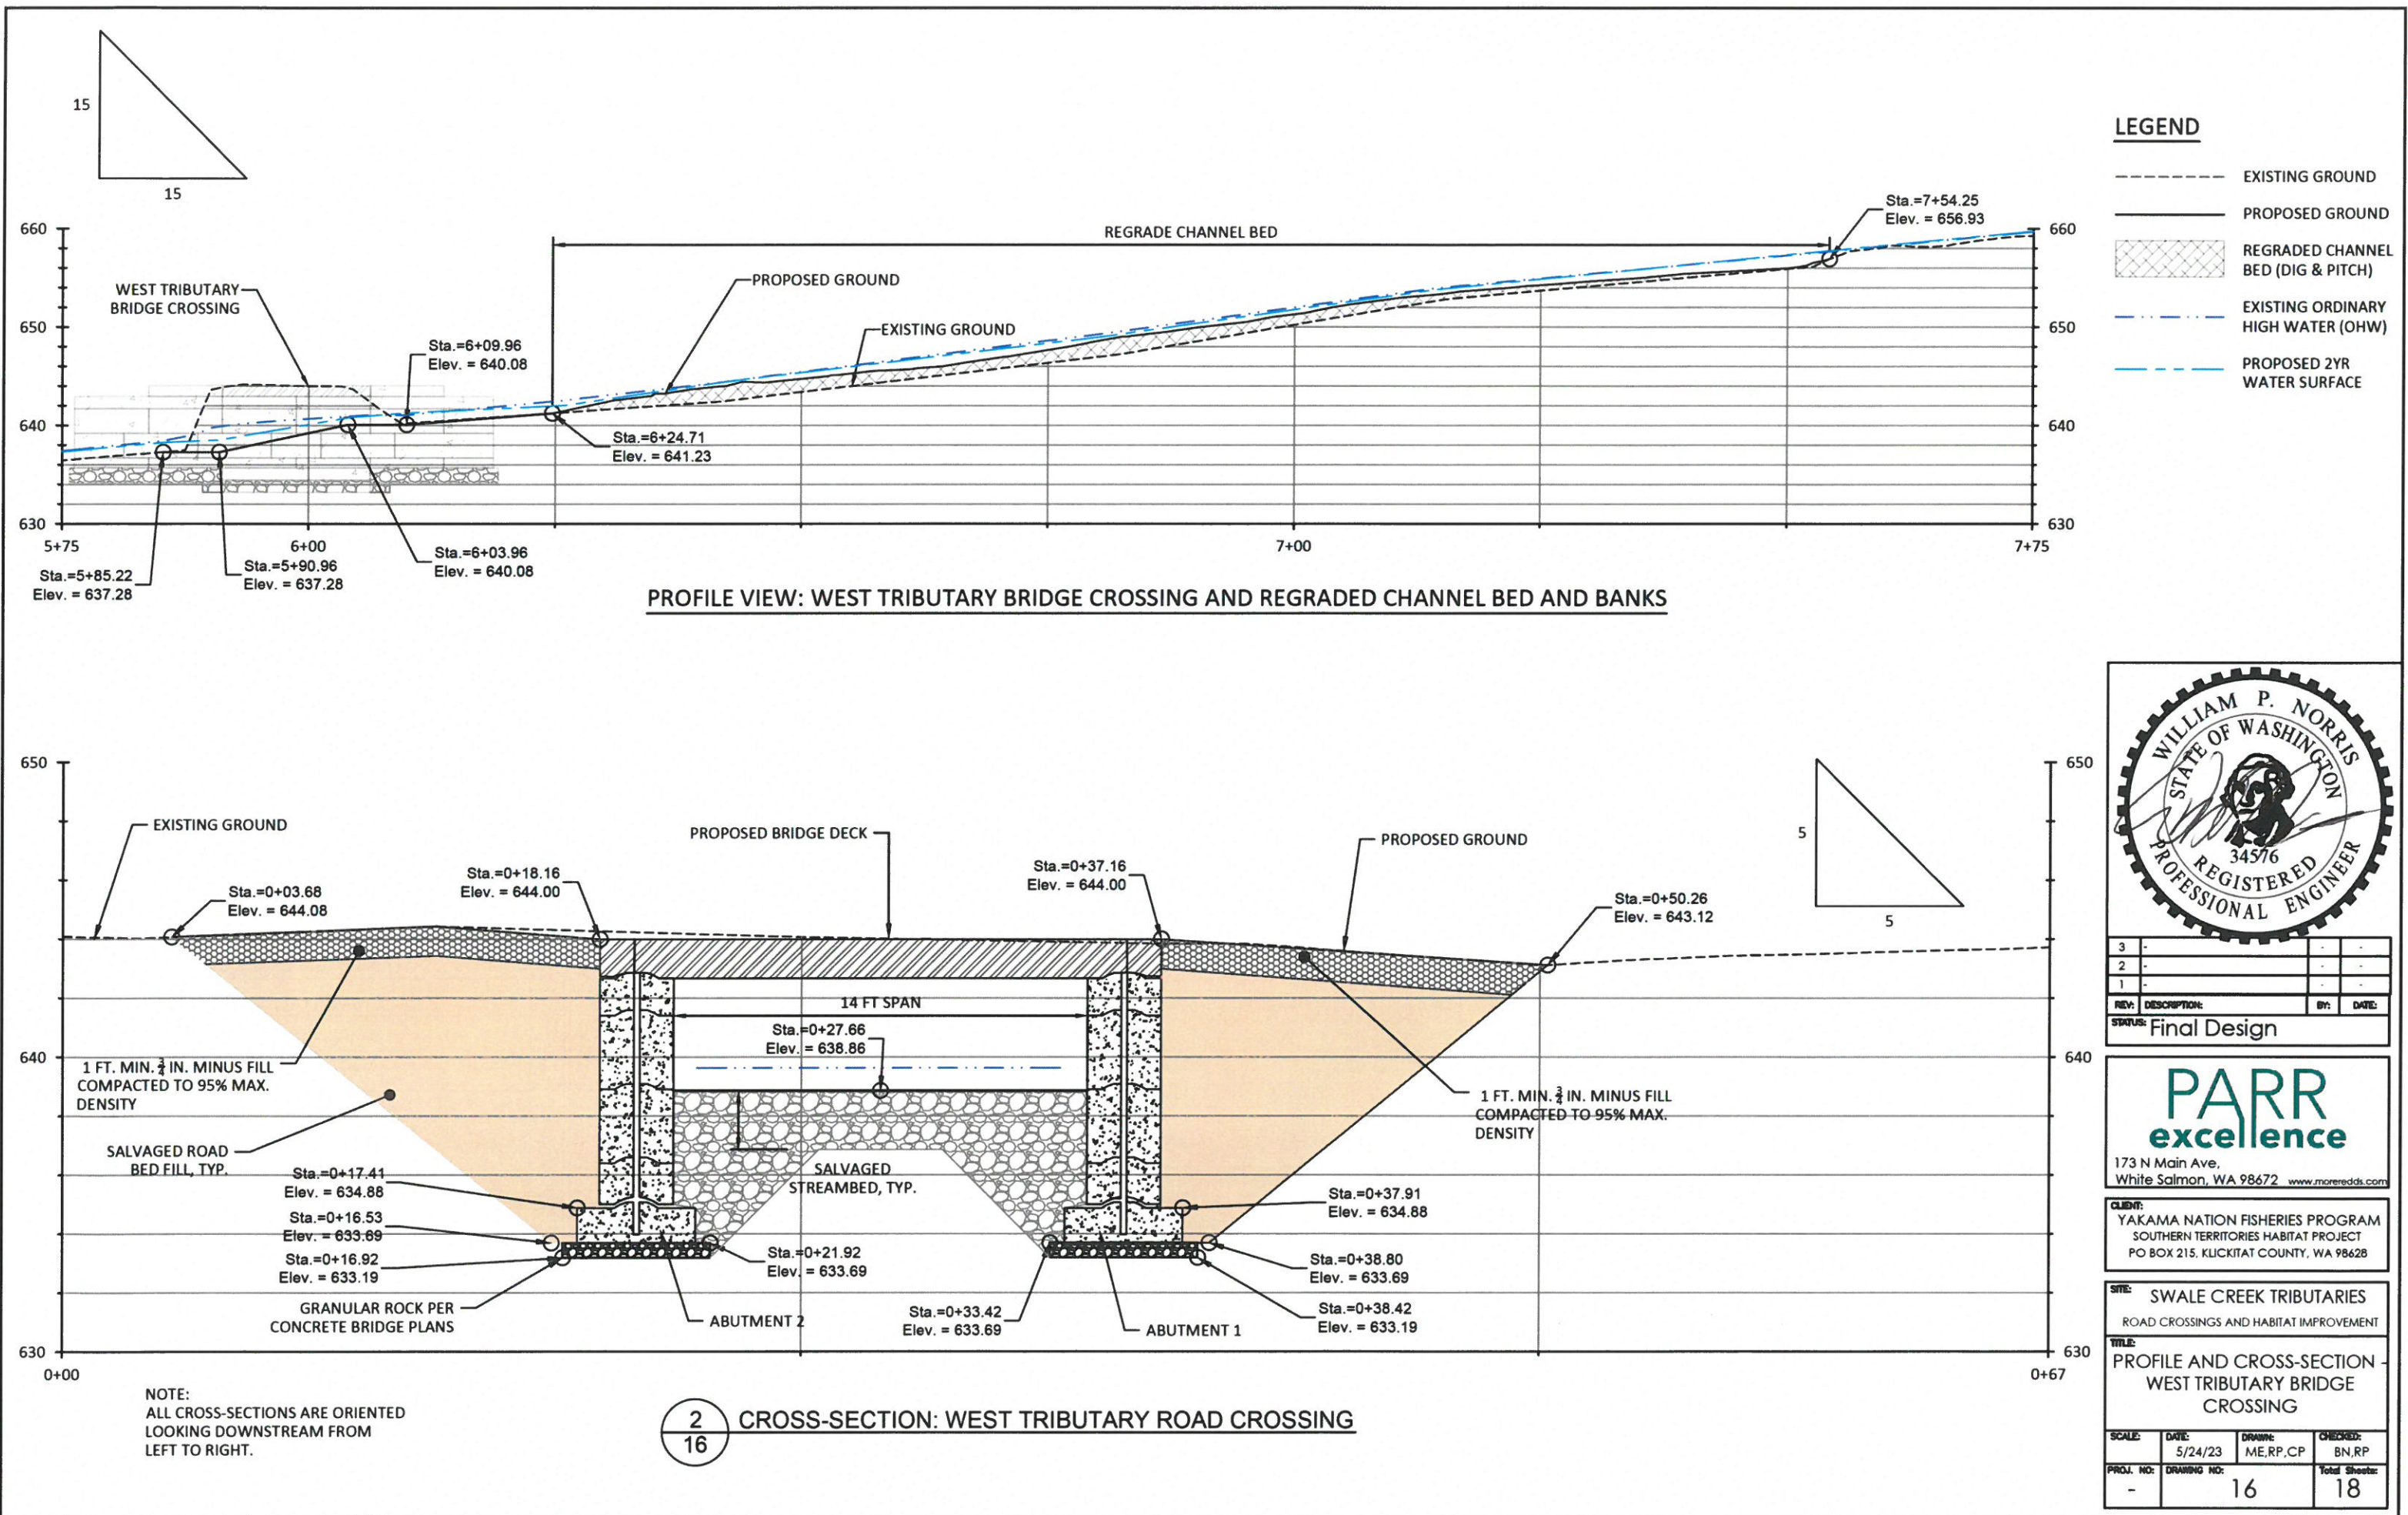 15
15
LEGEND
EXISTING GROUND
PROPOSED GROUND
REGRADED CHANNEL
BED (DIG & PITCH)
EXISTING ORDINARY
HIGH WATER (OHW)
PROPOSED 2YR
WATER SURFACE
660
650
640
630
660
650
640
630
5+75
6+00
7+00
7+75
REGRADE CHANNEL BED
Sta.=7+54.25
Elev. = 656.93
WEST TRIBUTARY
BRIDGE CROSSING
PROPOSED GROUND
EXISTING GROUND
Sta.=6+09.96
Elev. = 640.08
Sta.=6+24.71
Elev. = 641.23
Sta.=5+85.22
Elev. = 637.28
Sta.=5+90.96
Elev. = 637.28
Sta.=6+03.96
Elev. = 640.08
PROFILE VIEW: WEST TRIBUTARY BRIDGE CROSSING AND REGRADED CHANNEL BED AND BANKS
650
640
630
650
640
630
0+00
0+67
5
5
EXISTING GROUND
PROPOSED BRIDGE DECK
PROPOSED GROUND
Sta.=0+03.68
Elev. = 644.08
Sta.=0+18.16
Elev. = 644.00
Sta.=0+37.16
Elev. = 644.00
Sta.=0+50.26
Elev. = 643.12
14 FT SPAN
Sta.=0+27.66
Elev. = 638.86
1 FT. MIN. 3/4 IN. MINUS FILL
COMPACTED TO 95% MAX.
DENSITY
1 FT. MIN. 3/4 IN. MINUS FILL
COMPACTED TO 95% MAX.
DENSITY
SALVAGED ROAD
BED FILL, TYP.
SALVAGED
STREAMBED, TYP.
Sta.=0+17.41
Elev. = 634.88
Sta.=0+16.53
Elev. = 633.69
Sta.=0+16.92
Elev. = 633.19
Sta.=0+21.92
Elev. = 633.69
Sta.=0+33.42
Elev. = 633.69
Sta.=0+37.91
Elev. = 634.88
Sta.=0+38.80
Elev. = 633.69
Sta.=0+38.42
Elev. = 633.19
GRANULAR ROCK PER
CONCRETE BRIDGE PLANS
ABUTMENT 2
ABUTMENT 1
NOTE:
ALL CROSS-SECTIONS ARE ORIENTED
LOOKING DOWNSTREAM FROM
LEFT TO RIGHT.
2
16
CROSS-SECTION: WEST TRIBUTARY ROAD CROSSING
WILLIAM P. NORRIS
STATE OF WASHINGTON
34576
REGISTERED
PROFESSIONAL ENGINEER
3 - - -
2 - - -
1 - - -
REV: DESCRIPTION: BY: DATE:
STATUS: Final Design
PARR
excellence
173 N Main Ave,
White Salmon, WA 98672 www.moreredds.com
CLIENT:
YAKAMA NATION FISHERIES PROGRAM
SOUTHERN TERRITORIES HABITAT PROJECT
PO BOX 215, KLICKITAT COUNTY, WA 98628
SITE: SWALE CREEK TRIBUTARIES
ROAD CROSSINGS AND HABITAT IMPROVEMENT
TITLE:
PROFILE AND CROSS-SECTION -
WEST TRIBUTARY BRIDGE
CROSSING
SCALE: DATE: DRAWN: CHECKED:
5/24/23 ME,RP,CP BN,RP
PROJ. NO: DRAWING NO: Total Sheets:
- 16 18